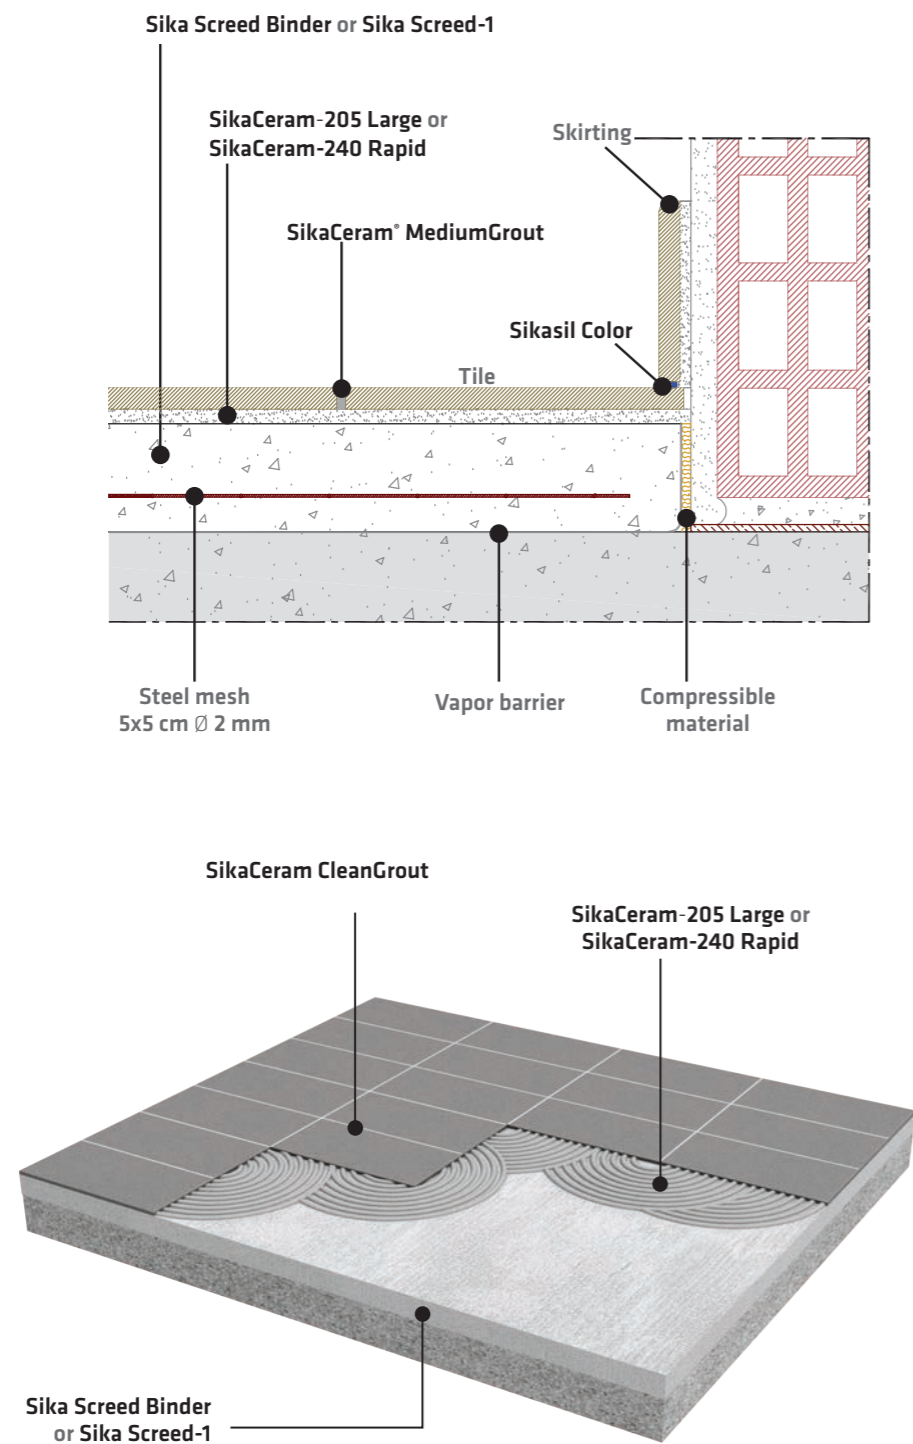 Sika Screed Binder or Sika Screed-1
SikaCeram-205 Large or
SikaCeram-240 Rapid
Skirting
SikaCeram® MediumGrout
Sikasil Color
Tile
Steel mesh
5x5 cm Ø 2 mm
Vapor barrier
Compressible
material
SikaCeram CleanGrout
SikaCeram-205 Large or
SikaCeram-240 Rapid
Sika Screed Binder
or Sika Screed-1